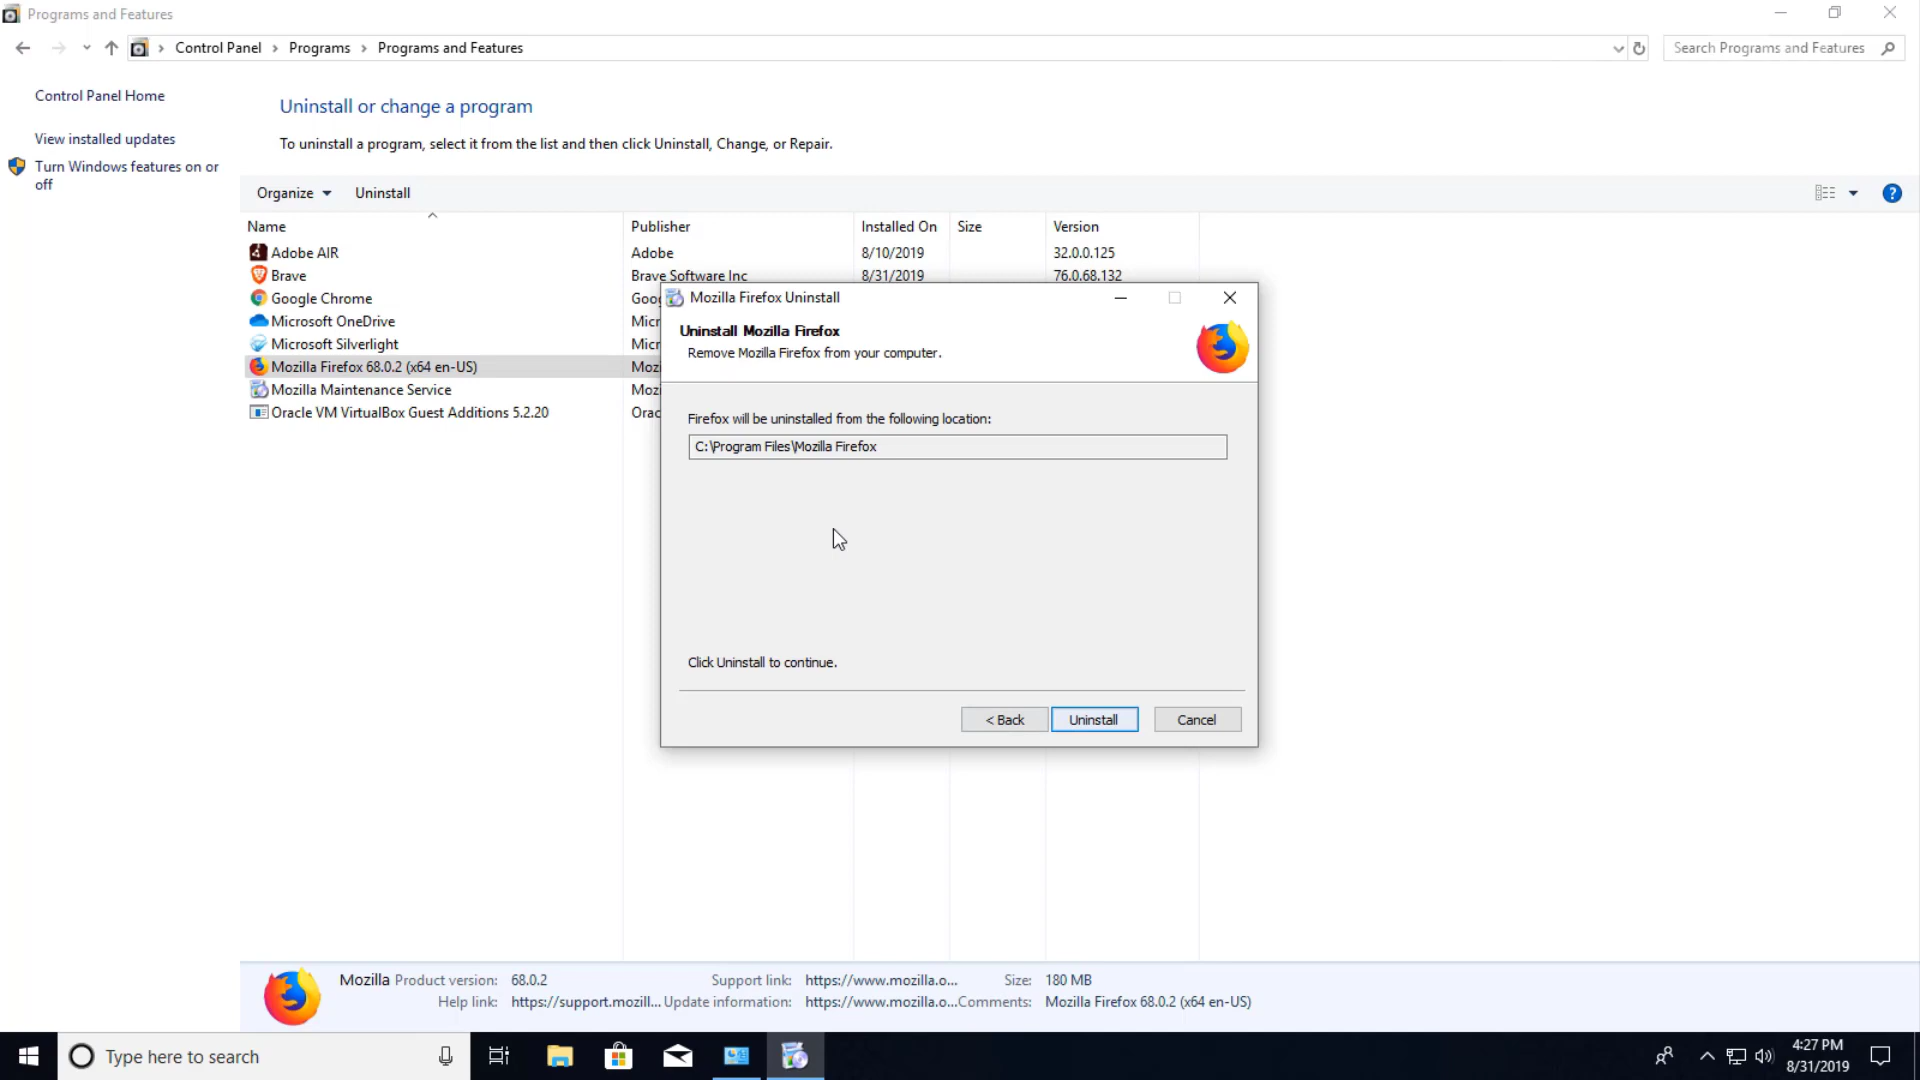 Programs and Features
Control Panel > Programs > Programs and Features
Search Programs and Features
Control Panel Home
View installed updates
Turn Windows features on or
off
Uninstall or change a program
To uninstall a program, select it from the list and then click Uninstall, Change, or Repair.
Organize Uninstall
Name Publisher Installed On Size Version
Adobe AIR Adobe 8/10/2019 32.0.0.125
Brave Brave Software Inc 8/31/2019 76.0.68.132
Google Chrome Goo
Microsoft OneDrive Micr
Microsoft Silverlight Micr
Mozilla Firefox 68.0.2 (x64 en-US) Mozi
Mozilla Maintenance Service Mozi
Oracle VM VirtualBox Guest Additions 5.2.20 Orac
Mozilla Firefox Uninstall
Uninstall Mozilla Firefox
Remove Mozilla Firefox from your computer.
Firefox will be uninstalled from the following location:
C:\Program Files\Mozilla Firefox
Click Uninstall to continue.
< Back Uninstall Cancel
Mozilla Product version: 68.0.2 Support link: https://www.mozilla.o... Size: 180 MB
Help link: https://support.mozill... Update information: https://www.mozilla.o... Comments: Mozilla Firefox 68.0.2 (x64 en-US)
Type here to search
4:27 PM
8/31/2019